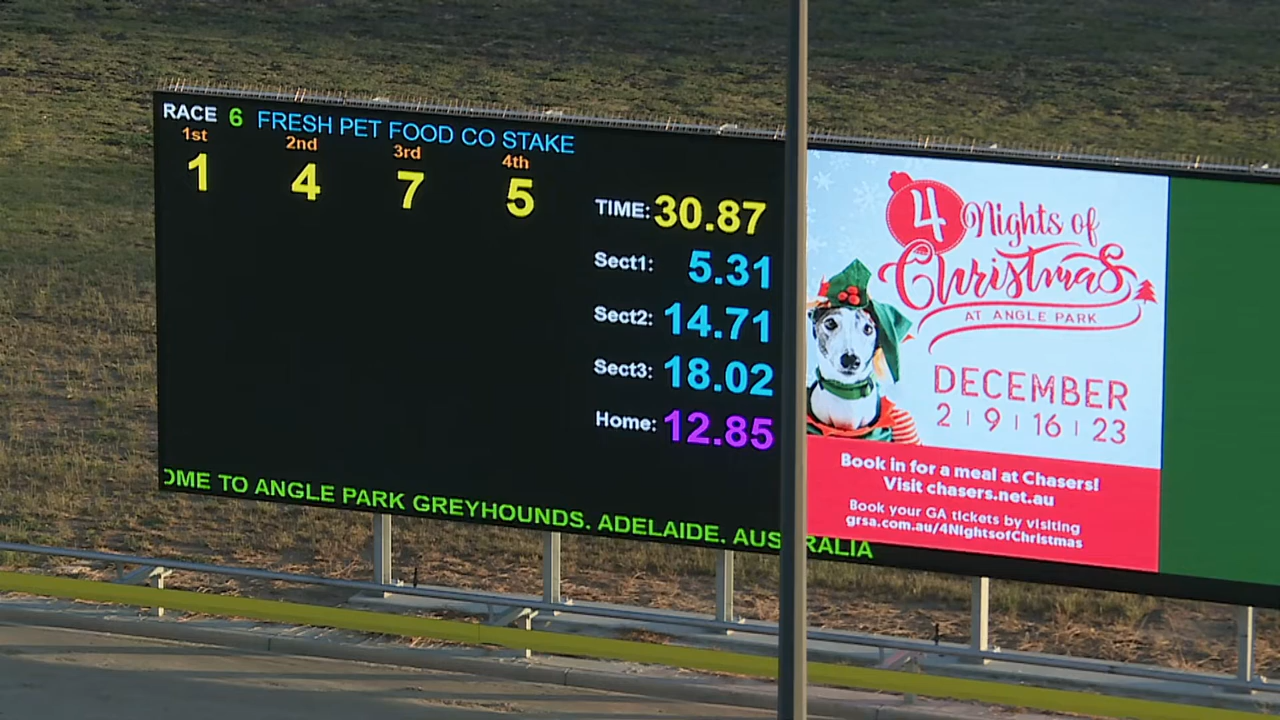 RACE 6 FRESH PET FOOD CO STAKE
1st 2nd 3rd 4th
1 4 7 5
TIME: 30.87
Sect1: 5.31
Sect2: 14.71
Sect3: 18.02
Home: 12.85
OME TO ANGLE PARK GREYHOUNDS. ADELAIDE. AUS RALIA
4 Nights of
Christmas
AT ANGLE PARK
DECEMBER
2 | 9 | 16 | 23
Book in for a meal at Chasers!
Visit chasers.net.au
Book your GA tickets by visiting
grsa.com.au/4NightsofChristmas